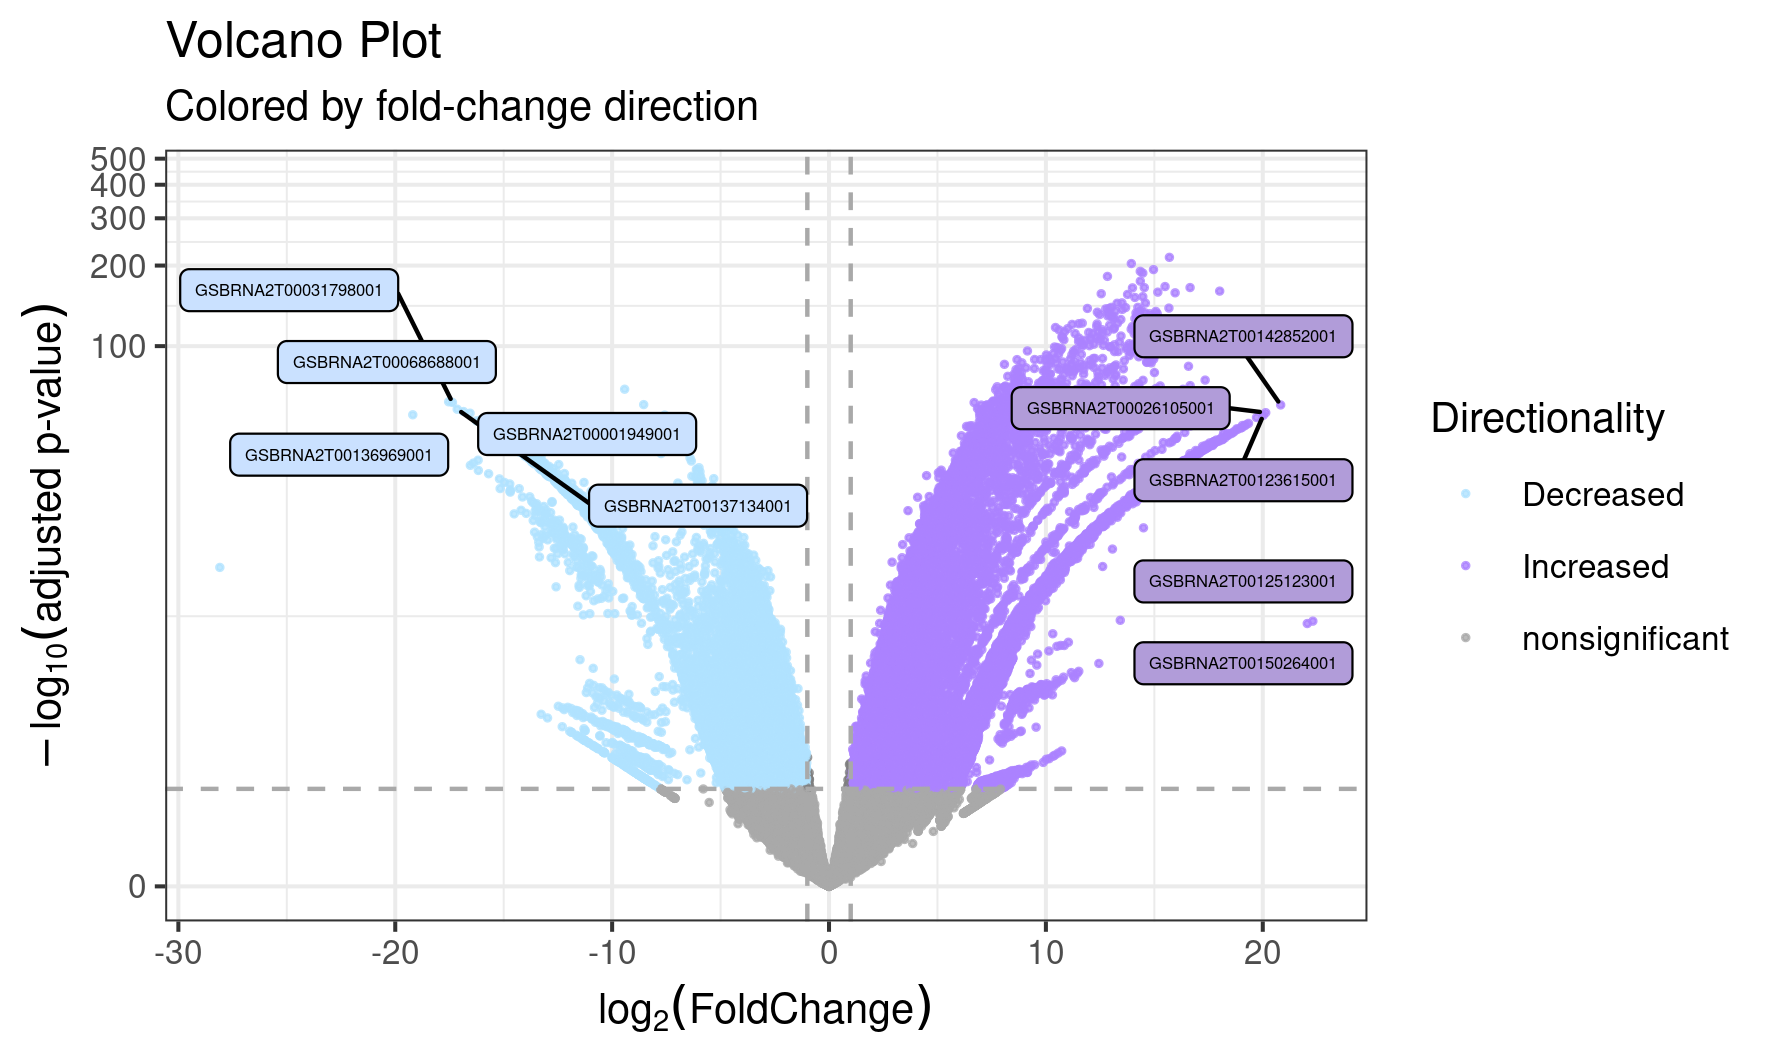 Volcano Plot
Colored by fold-change direction
500
400
300
200
100
0
− log10(adjusted p-value)
GSBRNA2T00031798001
GSBRNA2T00068688001
GSBRNA2T00001949001
GSBRNA2T00136969001
GSBRNA2T00137134001
GSBRNA2T00142852001
GSBRNA2T00026105001
GSBRNA2T00123615001
GSBRNA2T00125123001
GSBRNA2T00150264001
-30 -20 -10 0 10 20
log2(FoldChange)
Directionality
Decreased
Increased
nonsignificant